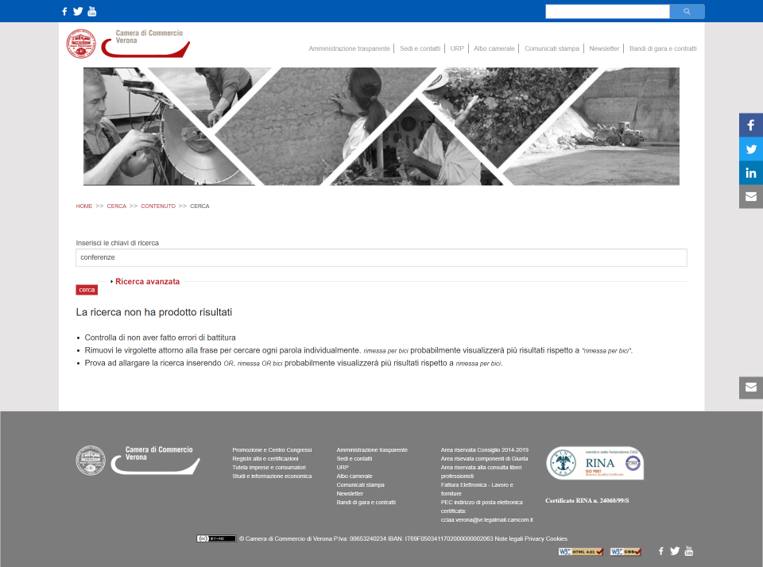 Camera di Commercio
Verona
Amministrazione trasparente
Sedi e contatti
URP
Albo camerale
Comunicati stampa
Newsletter
Bandi di gara e contratti
HOME >> CERCA >> CONTENUTO >> CERCA
Inserisci le chiavi di ricerca
conferenze
Ricerca avanzata
cerca
La ricerca non ha prodotto risultati
Controlla di non aver fatto errori di battitura
Rimuovi le virgolette attorno alla frase per cercare ogni parola individualmente. rimessa per bici probabilmente visualizzerà più risultati rispetto a "rimessa per bici".
Prova ad allargare la ricerca inserendo OR. rimessa OR bici probabilmente visualizzerà più risultati rispetto a rimessa per bici.
Camera di Commercio
Verona
Promozione e Centro Congressi
Registri albi e certificazioni
Tutela imprese e consumatori
Studi e informazione economica
Amministrazione trasparente
Sedi e contatti
URP
Albo camerale
Comunicati stampa
Newsletter
Bandi di gara e contratti
Area riservata Consiglio 2014-2019
Area riservata componenti di Giunta
Area riservata alla consulta liberi
professionisti
Fattura Elettronica - Lavoro e
forniture
PEC indirizzo di posta elettronica
certificata:
cciaa.verona@vr.legalmail.camcom.it
RINA
Certificato RINA n. 24060/99/S
© Camera di Commercio di Verona P.Iva: 00653240234 IBAN: IT69F0503411702000000002063 Note legali Privacy Cookies
W3C HTML 4.01
W3C CSS